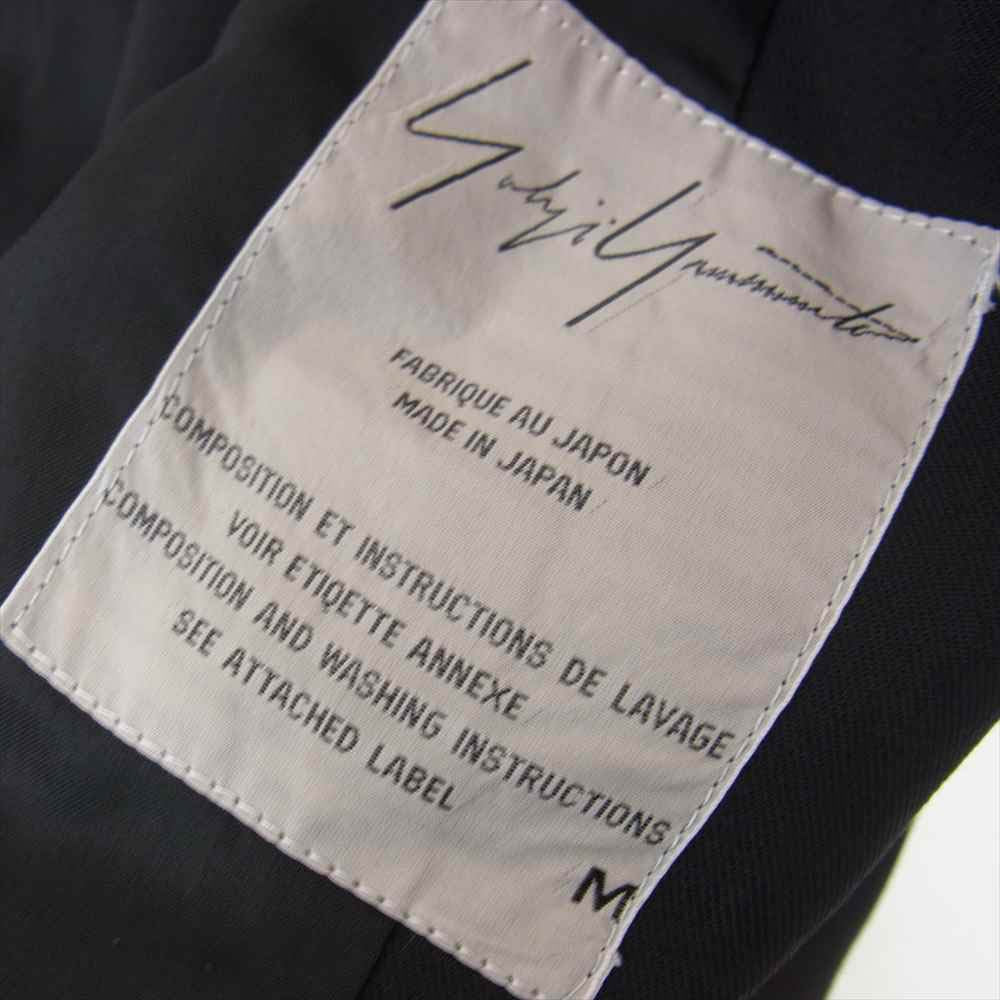 Yohji Yamamoto
FABRIQUE AU JAPON
MADE IN JAPAN
COMPOSITION ET INSTRUCTIONS DE LAVAGE
VOIR ETIQETTE ANNEXE
COMPOSITION AND WASHING INSTRUCTIONS
SEE ATTACHED LABEL
M